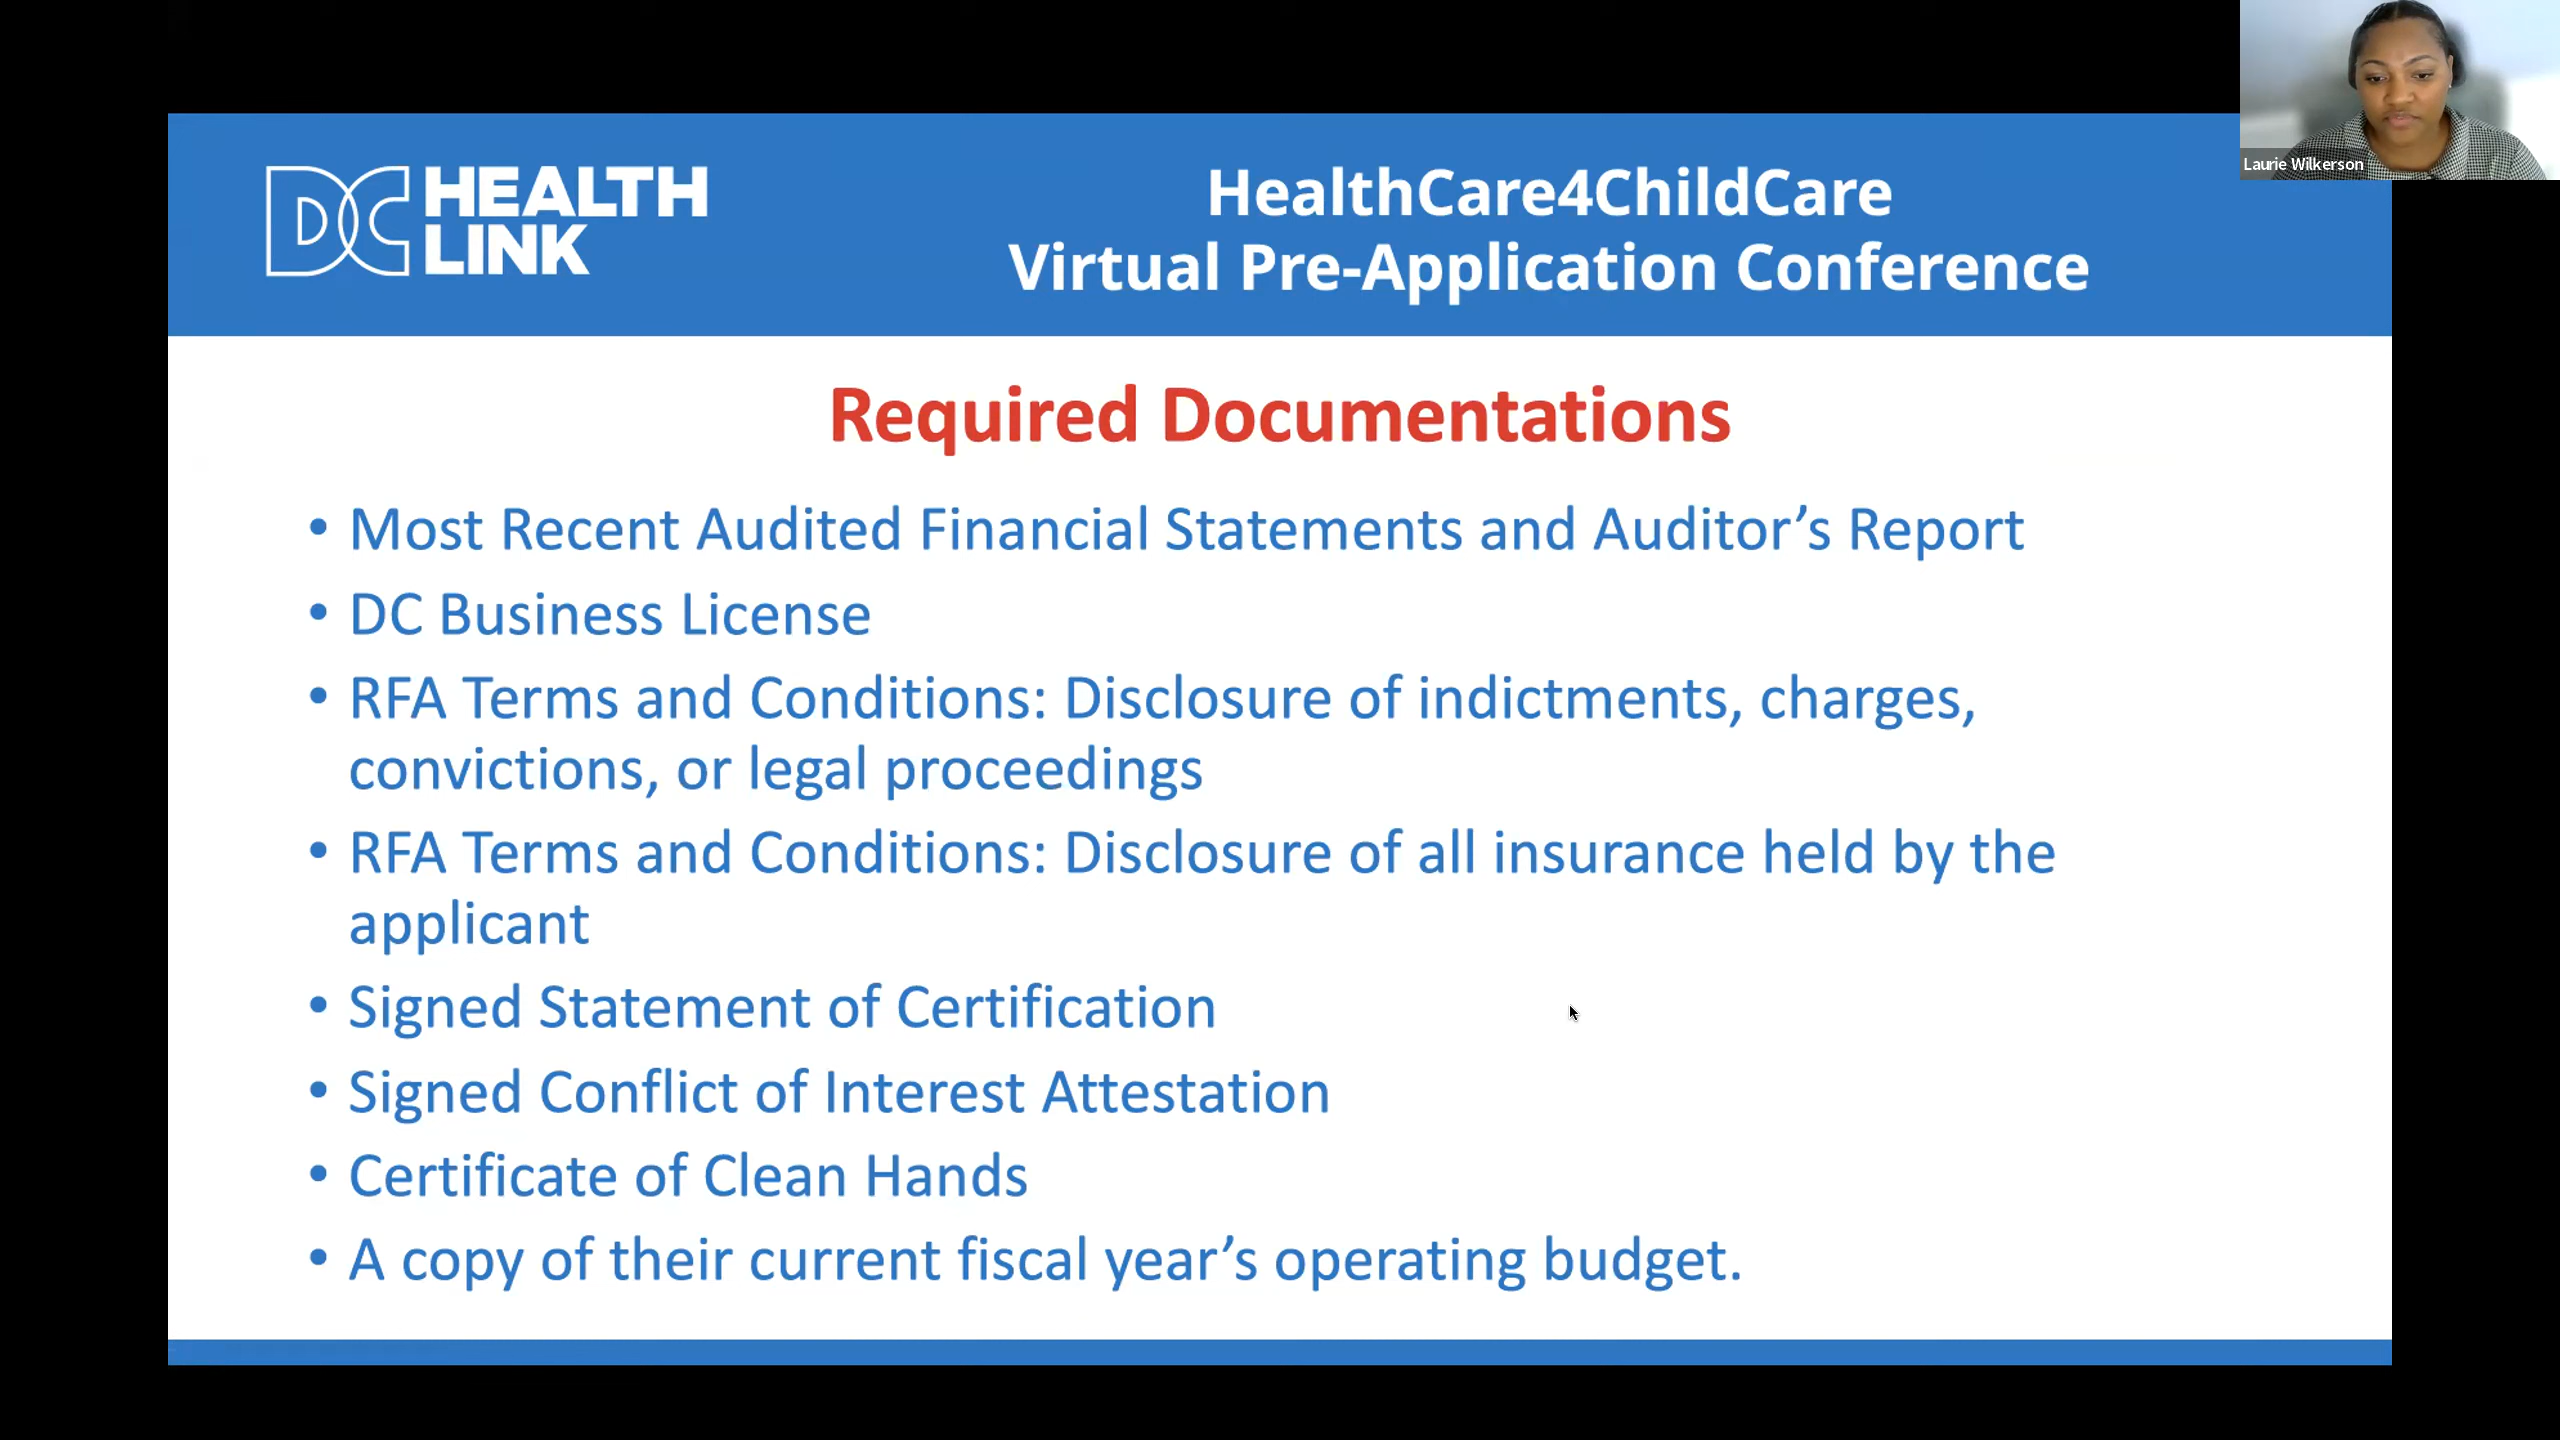 DC HEALTH
LINK
HealthCare4ChildCare
Virtual Pre-Application Conference
Laurie Wilkerson
Required Documentations
• Most Recent Audited Financial Statements and Auditor’s Report
• DC Business License
• RFA Terms and Conditions: Disclosure of indictments, charges,
convictions, or legal proceedings
• RFA Terms and Conditions: Disclosure of all insurance held by the
applicant
• Signed Statement of Certification
• Signed Conflict of Interest Attestation
• Certificate of Clean Hands
• A copy of their current fiscal year’s operating budget.